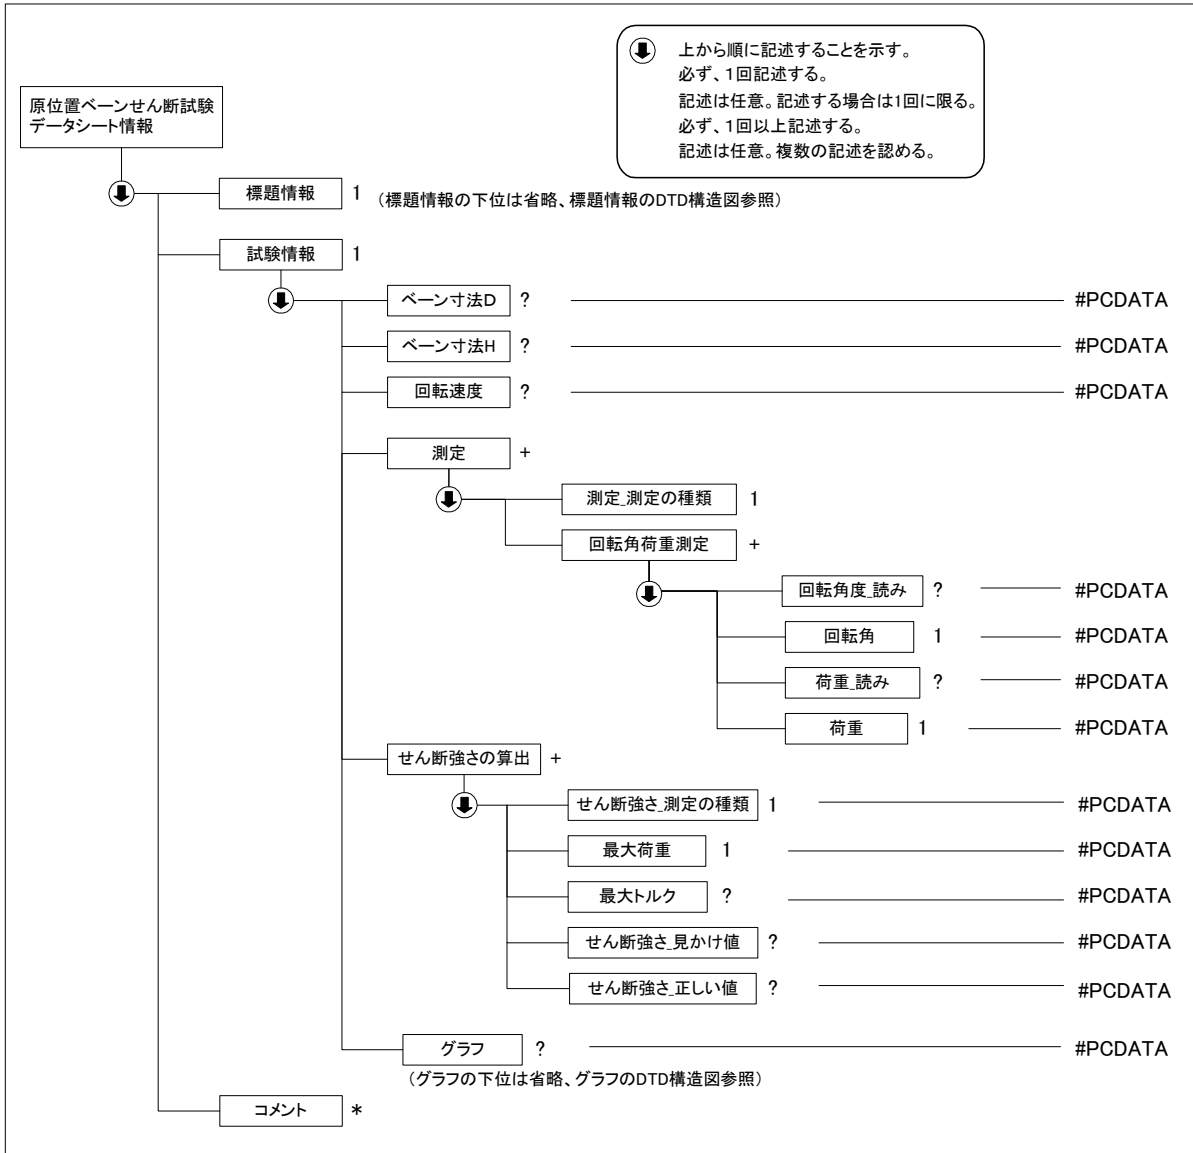 上から順に記述することを示す。
必ず、1回記述する。
記述は任意。記述する場合は1回に限る。
必ず、1回以上記述する。
記述は任意。複数の記述を認める。
原位置ベーンせん断試験
データシート情報
標題情報 1 (標題情報の下位は省略、標題情報のDTD構造図参照)
試験情報 1
ベーン寸法D ? #PCDATA
ベーン寸法H ? #PCDATA
回転速度 ? #PCDATA
測定 +
測定_測定の種類 1
回転角荷重測定 +
回転角度_読み ? #PCDATA
回転角 1 #PCDATA
荷重_読み ? #PCDATA
荷重 1 #PCDATA
せん断強さの算出 +
せん断強さ_測定の種類 1 #PCDATA
最大荷重 1 #PCDATA
最大トルク ? #PCDATA
せん断強さ_見かけ値 ? #PCDATA
せん断強さ_正しい値 ? #PCDATA
グラフ ? #PCDATA
(グラフの下位は省略、グラフのDTD構造図参照)
コメント *